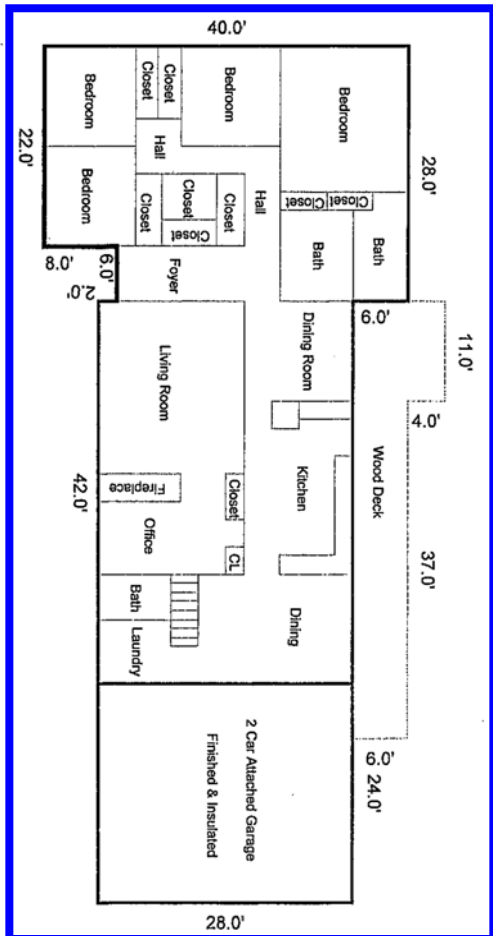 40.0'
Bedroom
Closet
Closet
Bedroom
Bedroom
22.0'
28.0'
Hall
Bedroom
Closet
Closet
Closet
Closet
Hall
Closet
Closet
Bath
Bath
8.0'
6.0'
2.0'
Foyer
6.0'
11.0'
Living Room
Dining Room
4.0'
Wood Deck
Kitchen
Fireplace
Closet
42.0'
Office
CL
37.0'
Bath
Laundry
Dining
6.0'
24.0'
2 Car Attached Garage
Finished & Insulated
28.0'